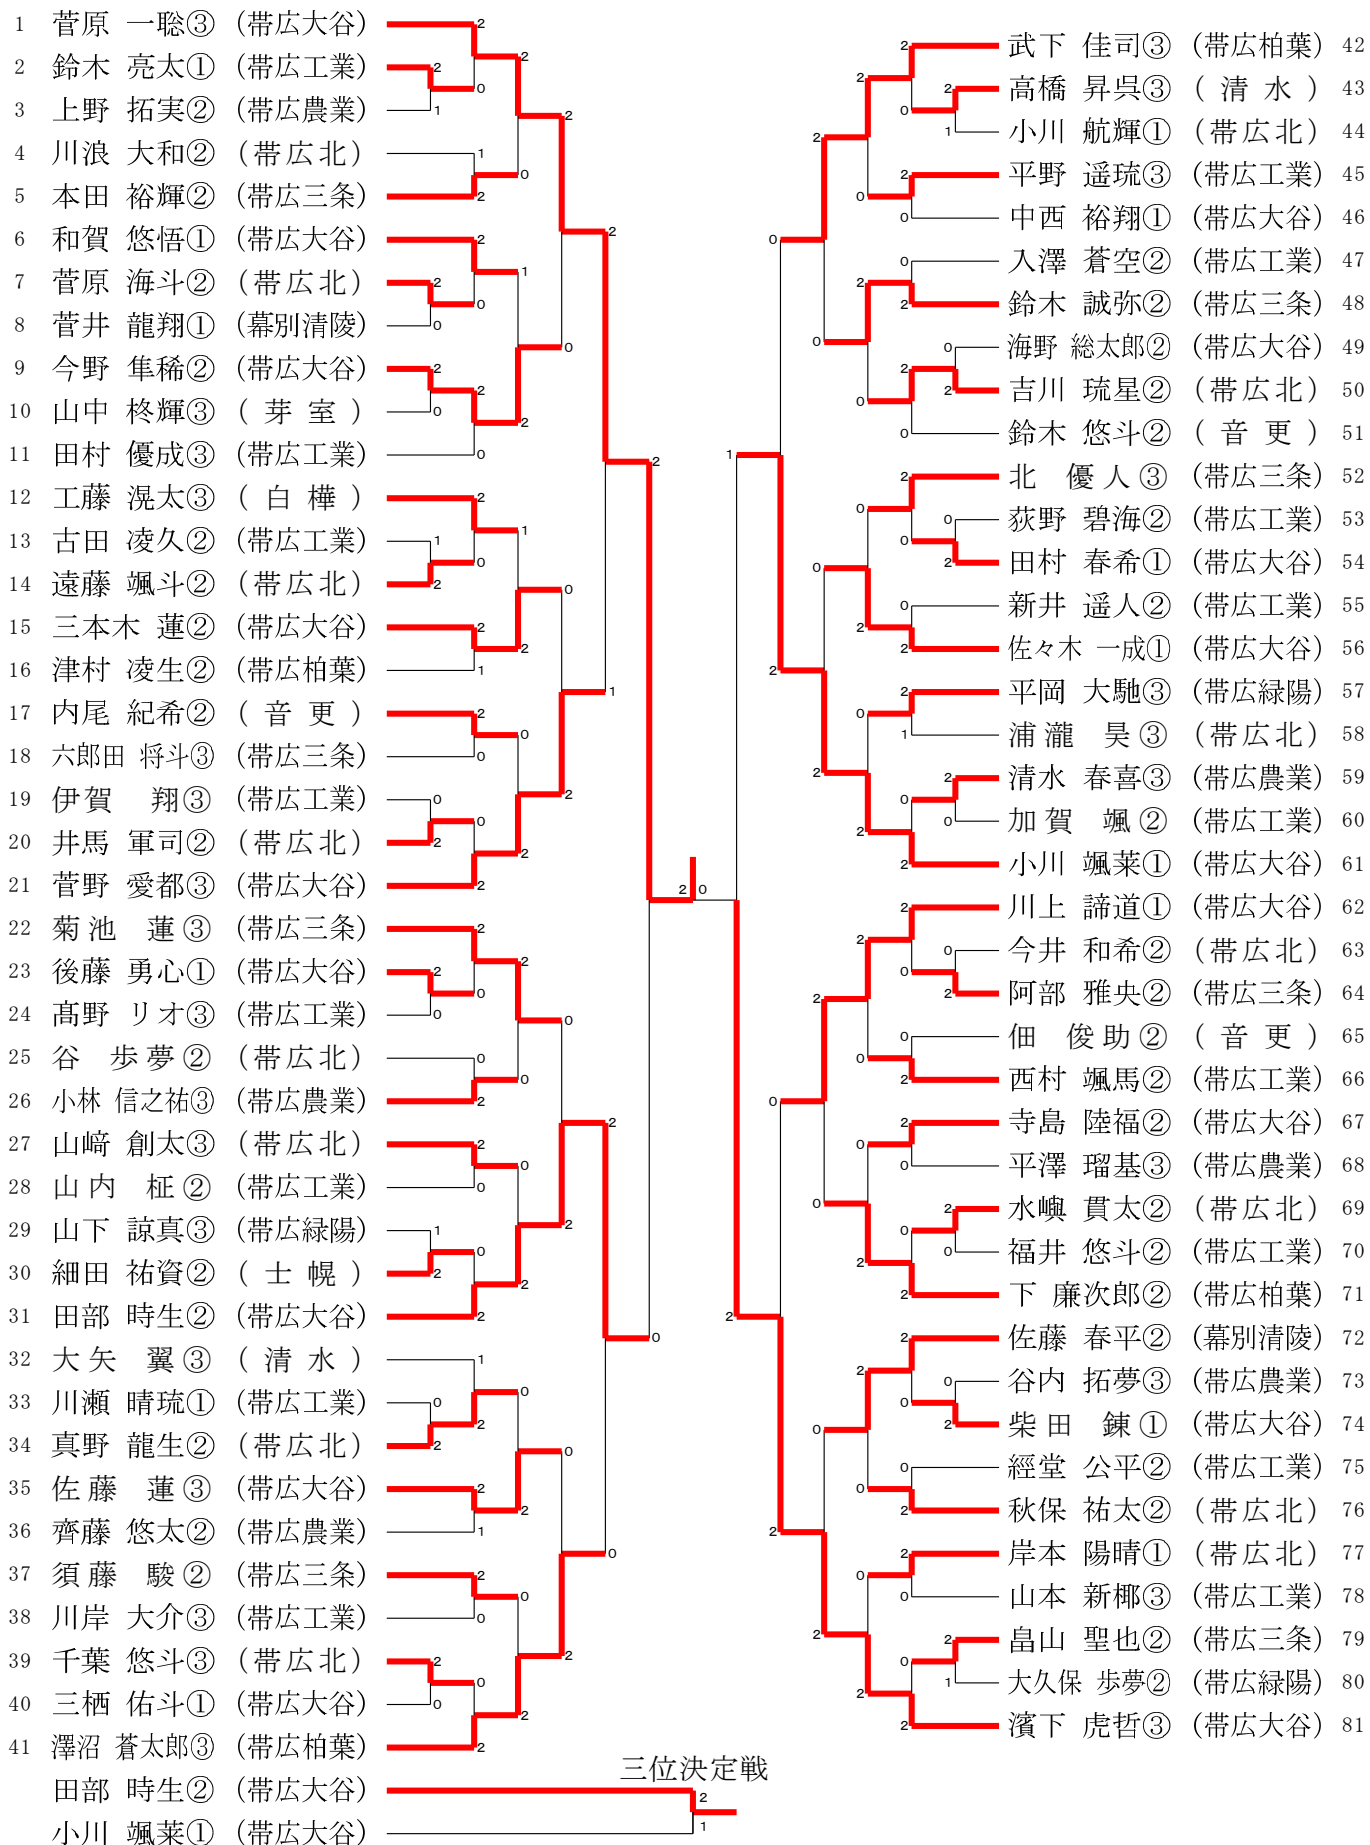 1 菅原 一聡③ (帯広大谷)
2 鈴木 亮太① (帯広工業)
3 上野 拓実② (帯広農業)
4 川浪 大和② (帯広北)
5 本田 裕輝② (帯広三条)
6 和賀 悠悟① (帯広大谷)
7 菅原 海斗② (帯広北)
8 菅井 龍翔① (幕別清陵)
9 今野 隼稀② (帯広大谷)
10 山中 柊輝③ (芽室)
11 田村 優成③ (帯広工業)
12 工藤 滉太③ (白樺)
13 古田 凌久② (帯広工業)
14 遠藤 颯斗② (帯広北)
15 三本木 蓮② (帯広大谷)
16 津村 凌生② (帯広柏葉)
17 内尾 紀希② (音更)
18 六郎田 将斗③ (帯広三条)
19 伊賀 翔③ (帯広工業)
20 井馬 軍司② (帯広北)
21 菅野 愛都③ (帯広大谷)
22 菊池 蓮③ (帯広三条)
23 後藤 勇心① (帯広大谷)
24 髙野 リオ③ (帯広工業)
25 谷 歩夢② (帯広北)
26 小林 信之祐③ (帯広農業)
27 山﨑 創太③ (帯広北)
28 山内 柾② (帯広工業)
29 山下 諒真③ (帯広緑陽)
30 細田 祐資② (士幌)
31 田部 時生② (帯広大谷)
32 大矢 翼③ (清水)
33 川瀬 晴琉① (帯広工業)
34 真野 龍生② (帯広北)
35 佐藤 蓮③ (帯広大谷)
36 齊藤 悠太② (帯広農業)
37 須藤 駿② (帯広三条)
38 川岸 大介③ (帯広工業)
39 千葉 悠斗③ (帯広北)
40 三栖 佑斗① (帯広大谷)
41 澤沼 蒼太郎③ (帯広柏葉)
武下 佳司③ (帯広柏葉) 42
高橋 昇呉③ (清水) 43
小川 航輝① (帯広北) 44
平野 遥琉③ (帯広工業) 45
中西 裕翔① (帯広大谷) 46
入澤 蒼空② (帯広工業) 47
鈴木 誠弥② (帯広三条) 48
海野 総太郎② (帯広大谷) 49
吉川 琉星② (帯広北) 50
鈴木 悠斗② (音更) 51
北 優人③ (帯広三条) 52
荻野 碧海② (帯広工業) 53
田村 春希① (帯広大谷) 54
新井 遥人② (帯広工業) 55
佐々木 一成① (帯広大谷) 56
平岡 大馳③ (帯広緑陽) 57
浦瀧 昊③ (帯広北) 58
清水 春喜③ (帯広農業) 59
加賀 颯② (帯広工業) 60
小川 颯莱① (帯広大谷) 61
川上 諦道① (帯広大谷) 62
今井 和希② (帯広北) 63
阿部 雅央② (帯広三条) 64
佃 俊助② (音更) 65
西村 颯馬② (帯広工業) 66
寺島 陸福② (帯広大谷) 67
平澤 瑠基③ (帯広農業) 68
水嶼 貫太② (帯広北) 69
福井 悠斗② (帯広工業) 70
下 廉次郎② (帯広柏葉) 71
佐藤 春平② (幕別清陵) 72
谷内 拓夢③ (帯広農業) 73
柴田 錬① (帯広大谷) 74
經堂 公平② (帯広工業) 75
秋保 祐太② (帯広北) 76
岸本 陽晴① (帯広北) 77
山本 新椰③ (帯広工業) 78
畠山 聖也② (帯広三条) 79
大久保 歩夢② (帯広緑陽) 80
濱下 虎哲③ (帯広大谷) 81
三位決定戦
田部 時生② (帯広大谷) 2
小川 颯莱① (帯広大谷) 1